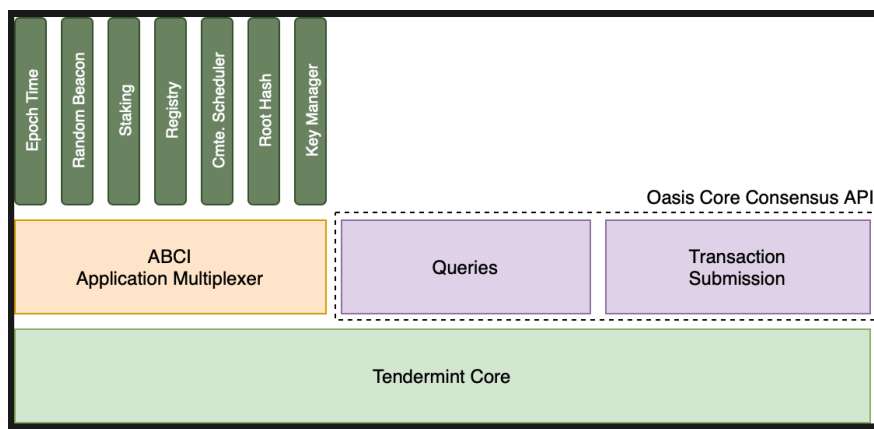 Epoch Time
Random Beacon
Staking
Registry
Cmte. Scheduler
Root Hash
Key Manager
Oasis Core Consensus API
ABCI
Application Multiplexer
Queries
Transaction
Submission
Tendermint Core